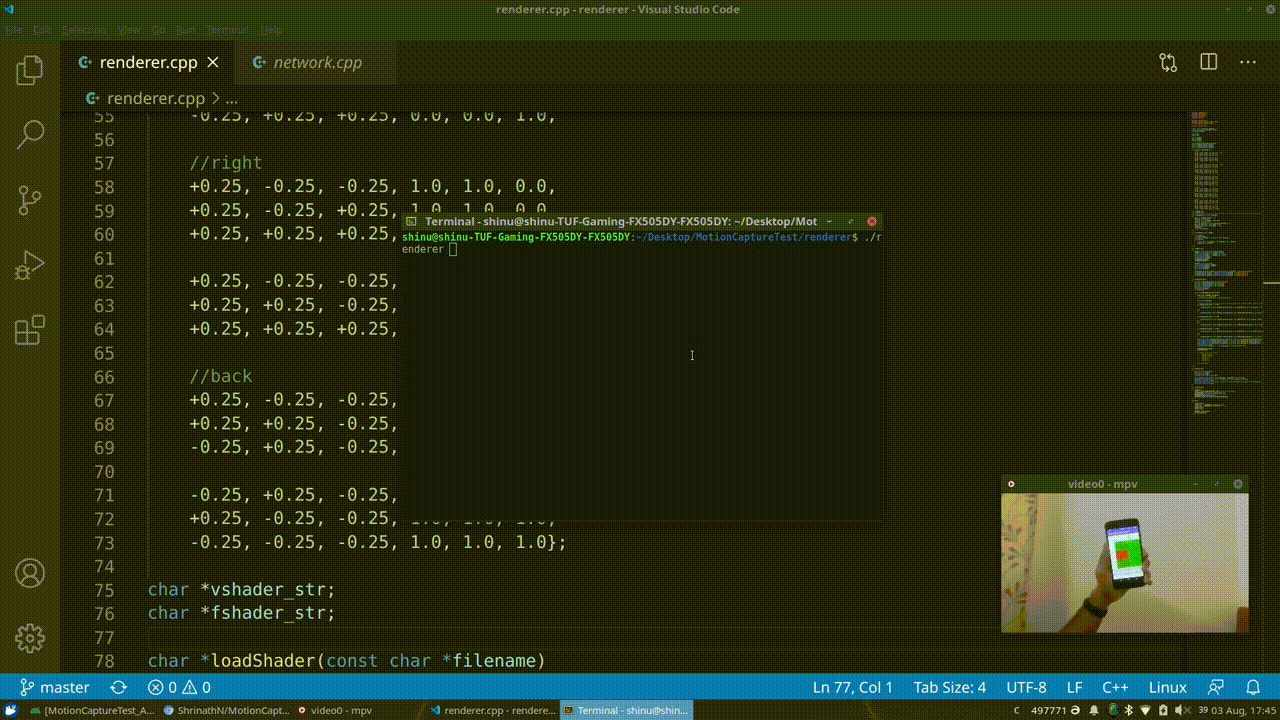 renderer.cpp - renderer - Visual Studio Code
File Edit Selection View Go Run Terminal Help
renderer.cpp
network.cpp
renderer.cpp > ...
55 -0.25, +0.25, +0.25, 0.0, 0.0, 1.0,
56
57 //right
58 +0.25, -0.25, -0.25, 1.0, 1.0, 0.0,
59 +0.25, -0.25, +0.25, 1.0, 1.0, 0.0,
60 +0.25, +0.25, +0.25,
61
62 +0.25, -0.25, -0.25,
63 +0.25, +0.25, -0.25,
64 +0.25, +0.25, +0.25,
65
66 //back
67 +0.25, -0.25, -0.25,
68 +0.25, +0.25, -0.25,
69 -0.25, +0.25, -0.25,
70
71 -0.25, +0.25, -0.25,
72 +0.25, -0.25, -0.25, 1.0, 1.0, 1.0,
73 -0.25, -0.25, -0.25, 1.0, 1.0, 1.0};
74
75 char *vshader_str;
76 char *fshader_str;
77
78 char *loadShader(const char *filename)
Terminal - shinu@shinu-TUF-Gaming-FX505DY-FX505DY: ~/Desktop/Mot
shinu@shinu-TUF-Gaming-FX505DY-FX505DY:~/Desktop/MotionCaptureTest/renderer$ ./r
enderer
video0 - mpv
master 0 0 Ln 77, Col 1 Tab Size: 4 UTF-8 LF C++ Linux
[MotionCaptureTest_A... ShrinathN/MotionCapt... video0 - mpv renderer.cpp - rendere... Terminal - shinu@shin... C 497771 39 03 Aug, 17:45